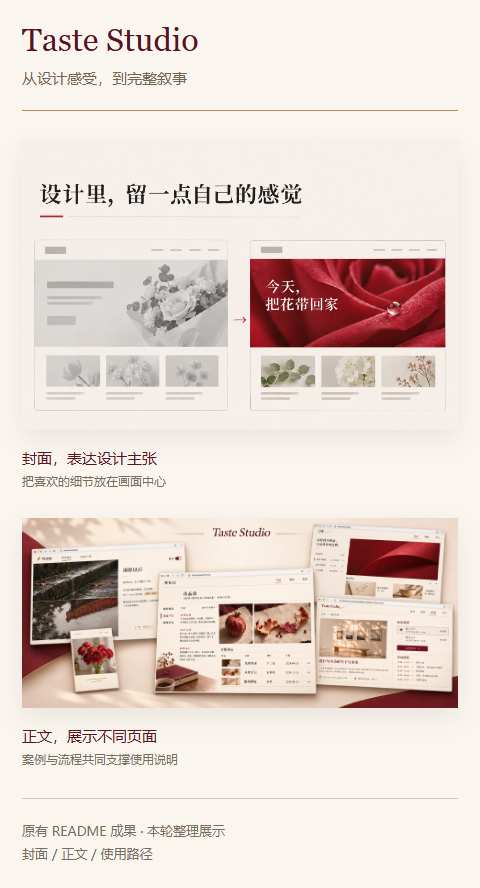 Taste Studio
从设计感受，到完整叙事
设计里，留一点自己的感觉
今天，
把花带回家
封面，表达设计主张
把喜欢的细节放在画面中心
Taste Studio
正文，展示不同页面
案例与流程共同支撑使用说明
原有 README 成果 · 本轮整理展示
封面 / 正文 / 使用路径